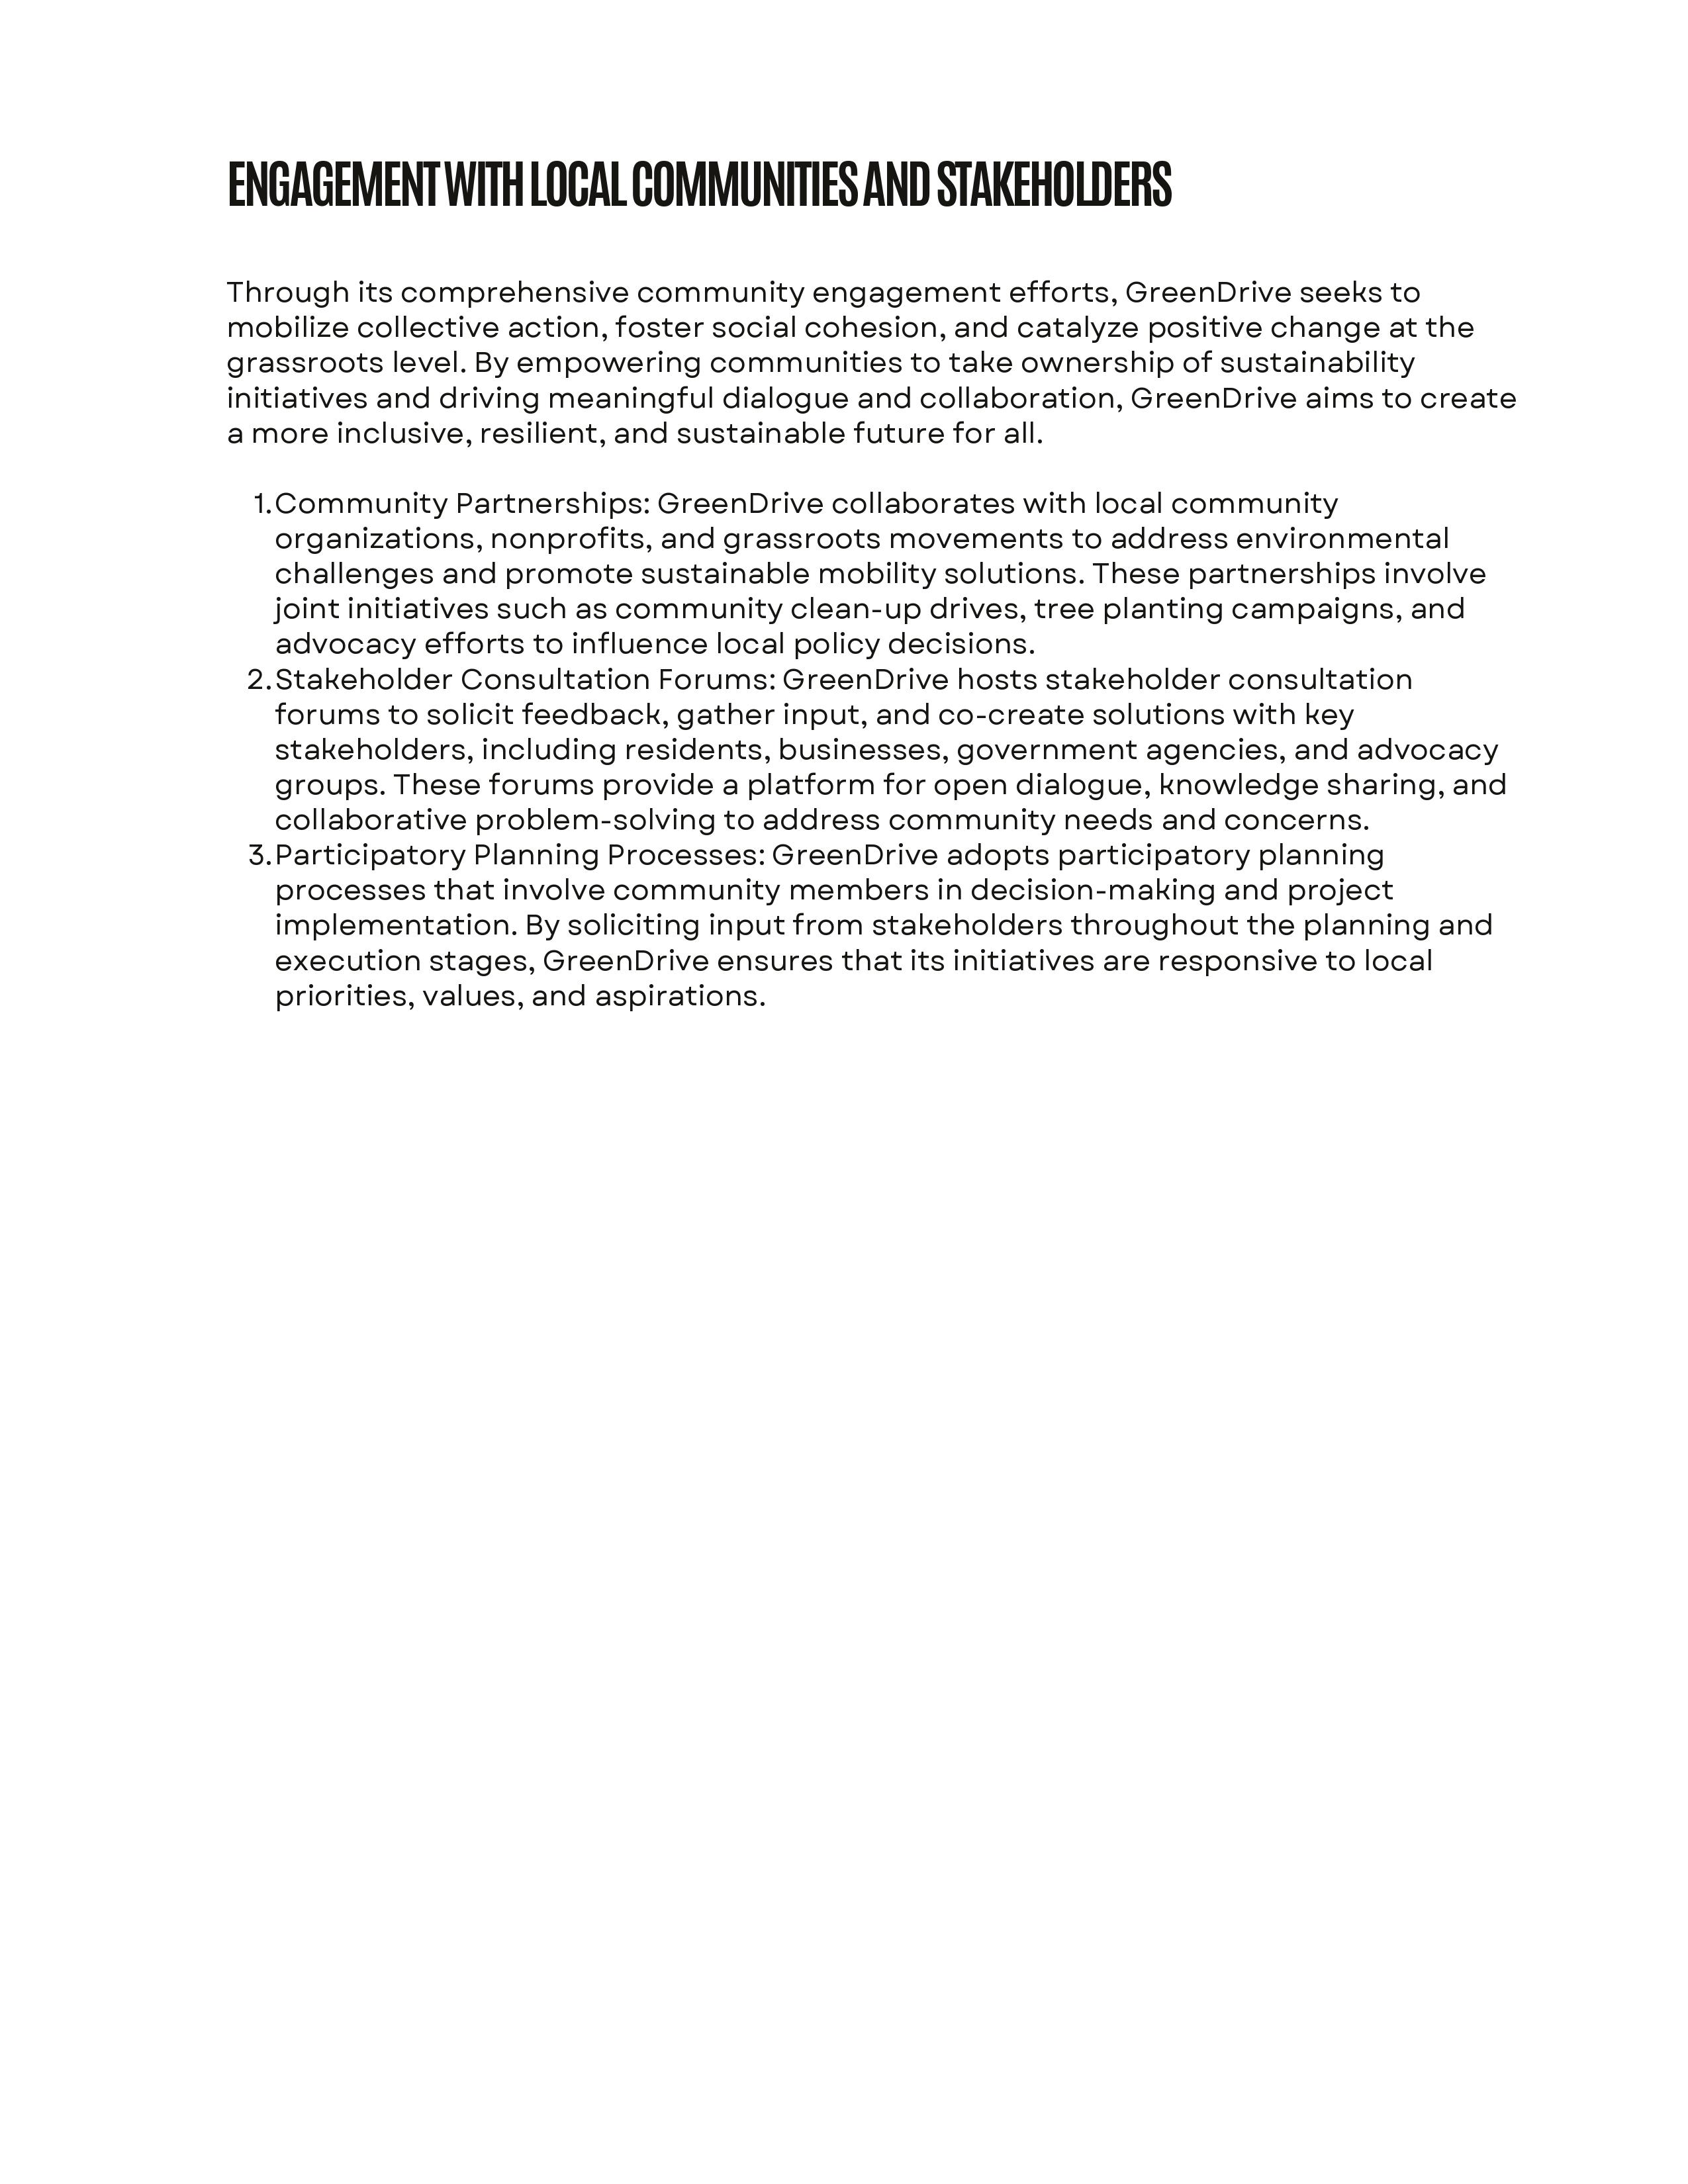 ENGAGEMENT WITH LOCAL COMMUNITIES AND STAKEHOLDERS
Through its comprehensive community engagement efforts, GreenDrive seeks to
mobilize collective action, foster social cohesion, and catalyze positive change at the
grassroots level. By empowering communities to take ownership of sustainability
initiatives and driving meaningful dialogue and collaboration, GreenDrive aims to create
a more inclusive, resilient, and sustainable future for all.
1. Community Partnerships: GreenDrive collaborates with local community
organizations, nonprofits, and grassroots movements to address environmental
challenges and promote sustainable mobility solutions. These partnerships involve
joint initiatives such as community clean-up drives, tree planting campaigns, and
advocacy efforts to influence local policy decisions.
2. Stakeholder Consultation Forums: GreenDrive hosts stakeholder consultation
forums to solicit feedback, gather input, and co-create solutions with key
stakeholders, including residents, businesses, government agencies, and advocacy
groups. These forums provide a platform for open dialogue, knowledge sharing, and
collaborative problem-solving to address community needs and concerns.
3. Participatory Planning Processes: GreenDrive adopts participatory planning
processes that involve community members in decision-making and project
implementation. By soliciting input from stakeholders throughout the planning and
execution stages, GreenDrive ensures that its initiatives are responsive to local
priorities, values, and aspirations.